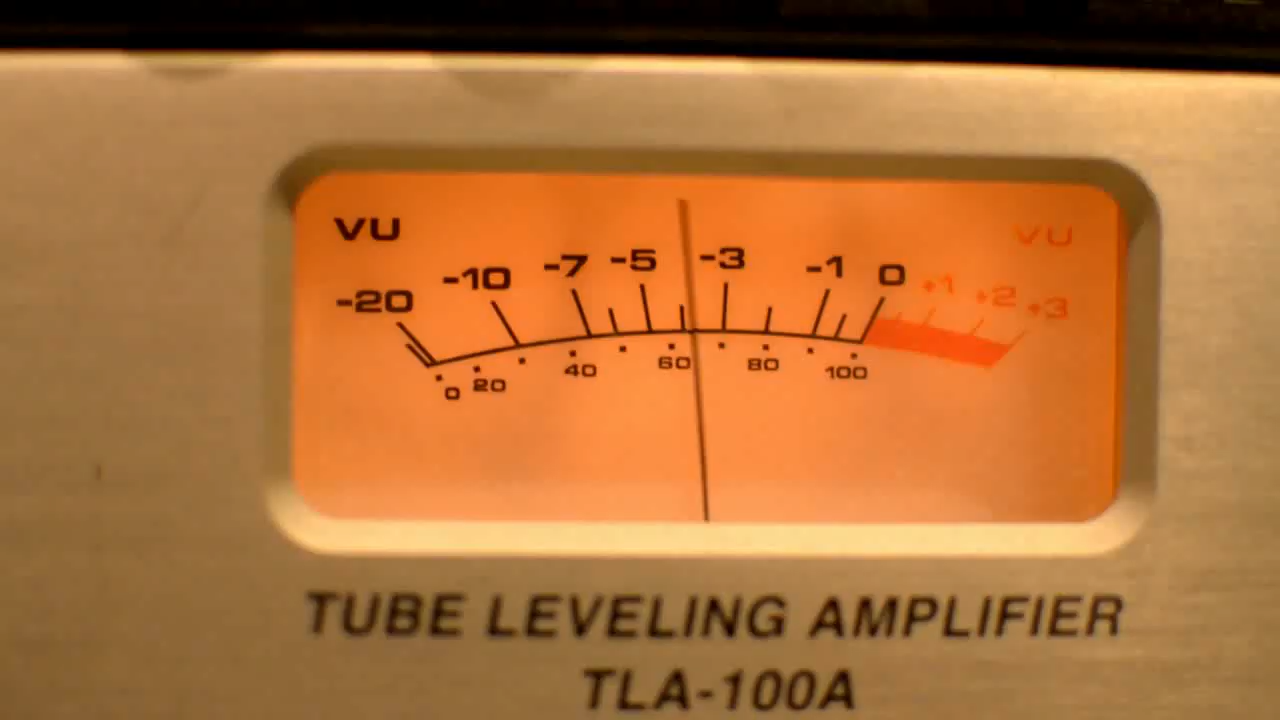 VU VU
-20 -10 -7 -5 -3 -1 0 +1 +2 +3
0 20 40 60 80 100
TUBE LEVELING AMPLIFIER
TLA-100A